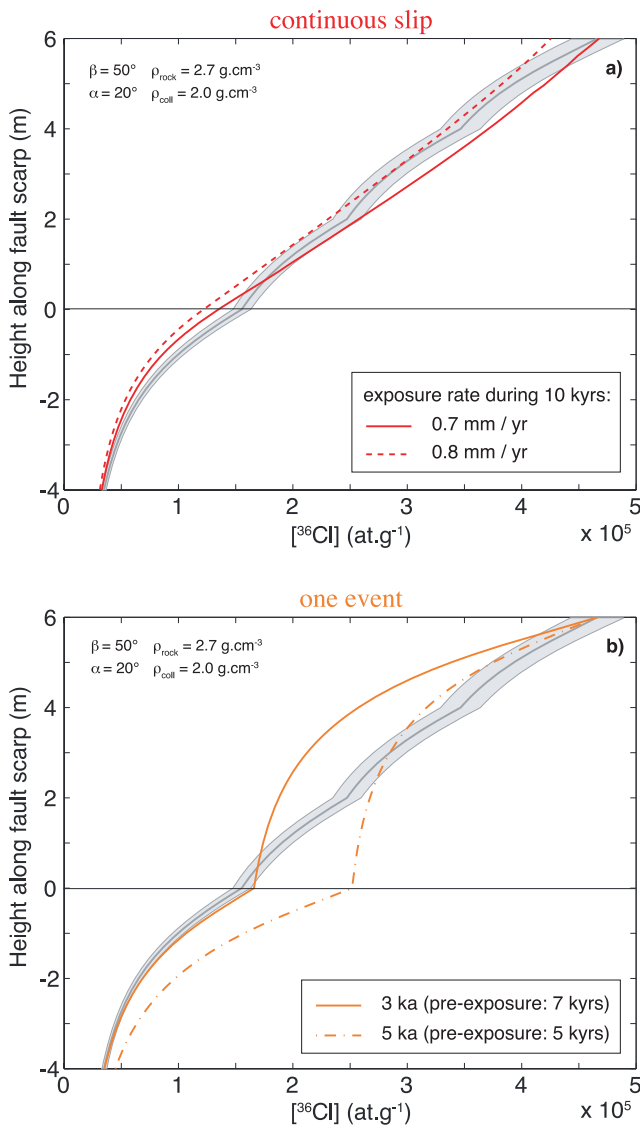 continuous slip
6
4
2
0
-2
-4
Height along fault scarp (m)
β = 50° ρrock = 2.7 g.cm-3
α = 20° ρcoll = 2.0 g.cm-3
a)
exposure rate during 10 kyrs:
0.7 mm / yr
0.8 mm / yr
0 1 2 3 4 5
[36Cl] (at.g-1)
x 10^5
one event
6
4
2
0
-2
-4
Height along fault scarp (m)
β = 50° ρrock = 2.7 g.cm-3
α = 20° ρcoll = 2.0 g.cm-3
b)
3 ka (pre-exposure: 7 kyrs)
5 ka (pre-exposure: 5 kyrs)
0 1 2 3 4 5
[36Cl] (at.g-1)
x 10^5